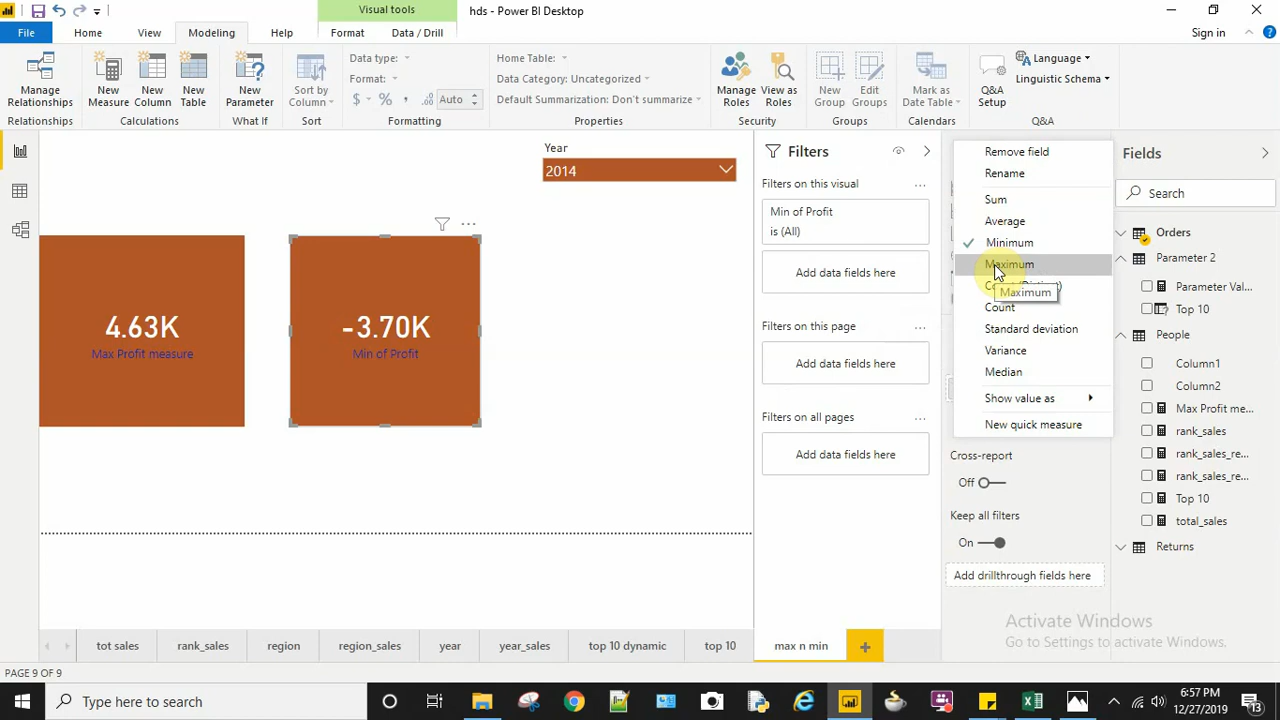 Visual tools
hds - Power BI Desktop
File
Home
View
Modeling
Help
Format
Data / Drill
Sign in
Manage Relationships
New Measure
New Column
New Table
New Parameter
Sort by Column
Data type:
Format:
$ % , .00 Auto
Home Table:
Data Category: Uncategorized
Default Summarization: Don't summarize
Manage Roles
View as Roles
New Group
Edit Groups
Mark as Date Table
Q&A Setup
Language
Linguistic Schema
Relationships
Calculations
What If
Sort
Formatting
Properties
Security
Groups
Calendars
Q&A
Year
2014
4.63K
Max Profit measure
-3.70K
Min of Profit
Filters
Filters on this visual
Min of Profit
is (All)
Add data fields here
Filters on this page
Add data fields here
Filters on all pages
Add data fields here
Remove field
Rename
Sum
Average
Minimum
Maximum
Maximum
Count
Standard deviation
Variance
Median
Show value as
New quick measure
Cross-report
Off
Keep all filters
On
Add drillthrough fields here
Fields
Search
Orders
Parameter 2
Parameter Val...
Top 10
People
Column1
Column2
Max Profit me...
rank_sales
rank_sales_re...
rank_sales_re...
Top 10
total_sales
Returns
Activate Windows
Go to Settings to activate Windows.
tot sales
rank_sales
region
region_sales
year
year_sales
top 10 dynamic
top 10
max n min
PAGE 9 OF 9
Type here to search
6:57 PM
12/27/2019
13